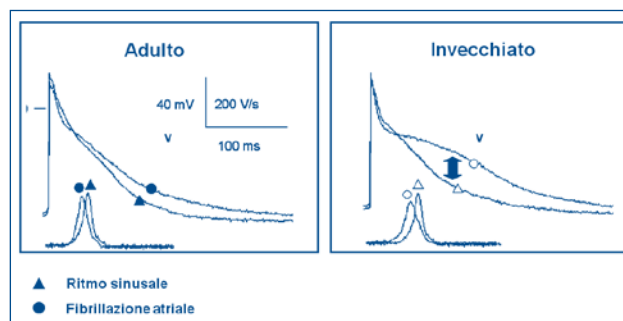 Adulto
Invecchiato
40 mV
200 V/s
100 ms
v
v
Ritmo sinusale
Fibrillazione atriale